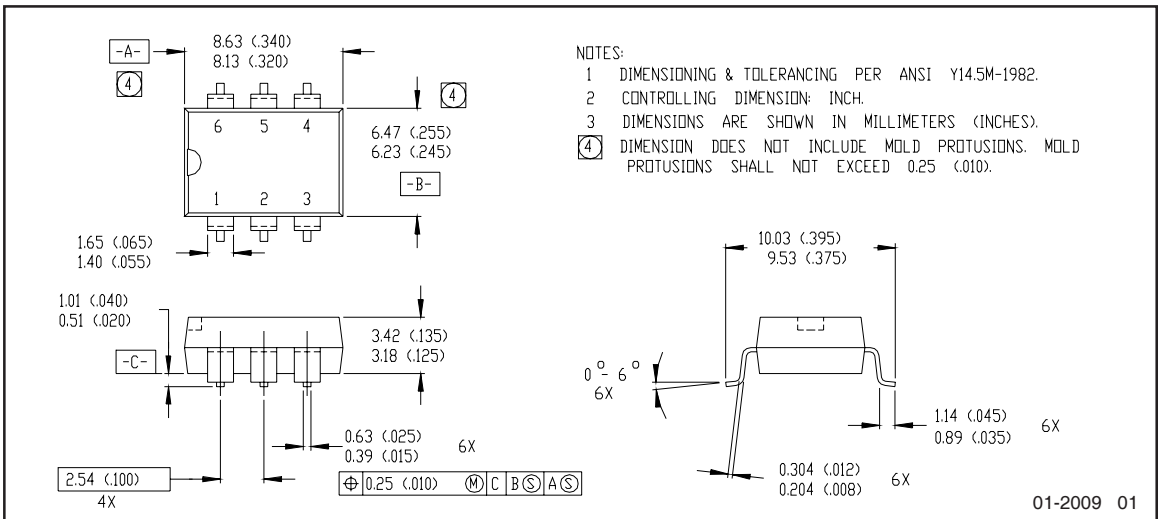 -A-
8.63 (.340)
8.13 (.320)
4
4
6 5 4
1 2 3
6.47 (.255)
6.23 (.245)
-B-
1.65 (.065)
1.40 (.055)
NOTES:
1 DIMENSIONING & TOLERANCING PER ANSI Y14.5M-1982.
2 CONTROLLING DIMENSION: INCH.
3 DIMENSIONS ARE SHOWN IN MILLIMETERS (INCHES).
4 DIMENSION DOES NOT INCLUDE MOLD PROTUSIONS. MOLD
PROTUSIONS SHALL NOT EXCEED 0.25 (.010).
1.01 (.040)
0.51 (.020)
-C-
3.42 (.135)
3.18 (.125)
0.63 (.025)
0.39 (.015)
6X
2.54 (.100)
4X
⌖ 0.25 (.010) Ⓜ C B Ⓢ A Ⓢ
10.03 (.395)
9.53 (.375)
0° - 6°
6X
1.14 (.045)
0.89 (.035)
6X
0.304 (.012)
0.204 (.008)
6X
01-2009 01